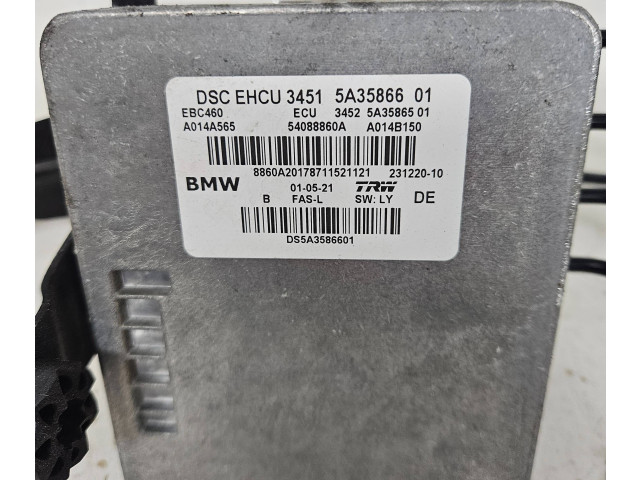 DSC EHCU 3451 5A35866 01
EBC460 ECU 3452 5A35865 01
A014A565 54088860A A014B150
8860A20178711521121 231220-10
BMW 01-05-21 TRW DE
B FAS-L SW: LY
DS5A3586601